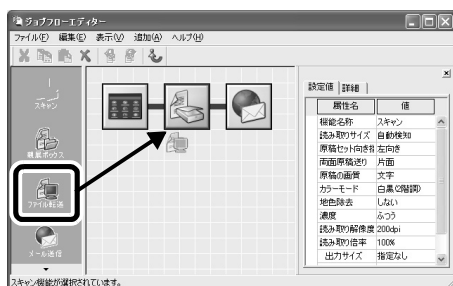 ジョブフローエディター
ファイル(F) 編集(E) 表示(V) 追加(A) ヘルプ(H)
スキャン
親展ボックス
ファイル転送
メール送信
設定値 詳細
属性名 値
機能名称 スキャン
読み取りサイズ 自動検知
原稿セット向き指 左向き
両面原稿送り 片面
原稿の画質 文字
カラーモード 白黒(2階調)
地色除去 しない
濃度 ふつう
読み取り解像度 200dpi
読み取り倍率 100%
出力サイズ 指定なし
スキャン機能が選択されています。